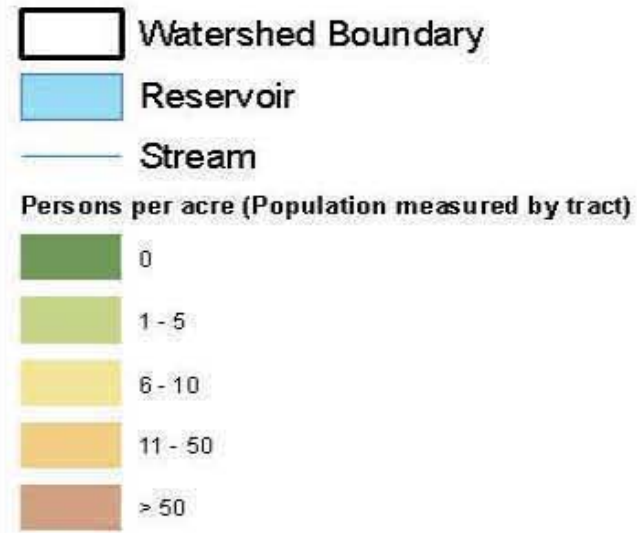 Watershed Boundary
Reservoir
Stream
Persons per acre (Population measured by tract)
0
1 - 5
6 - 10
11 - 50
> 50